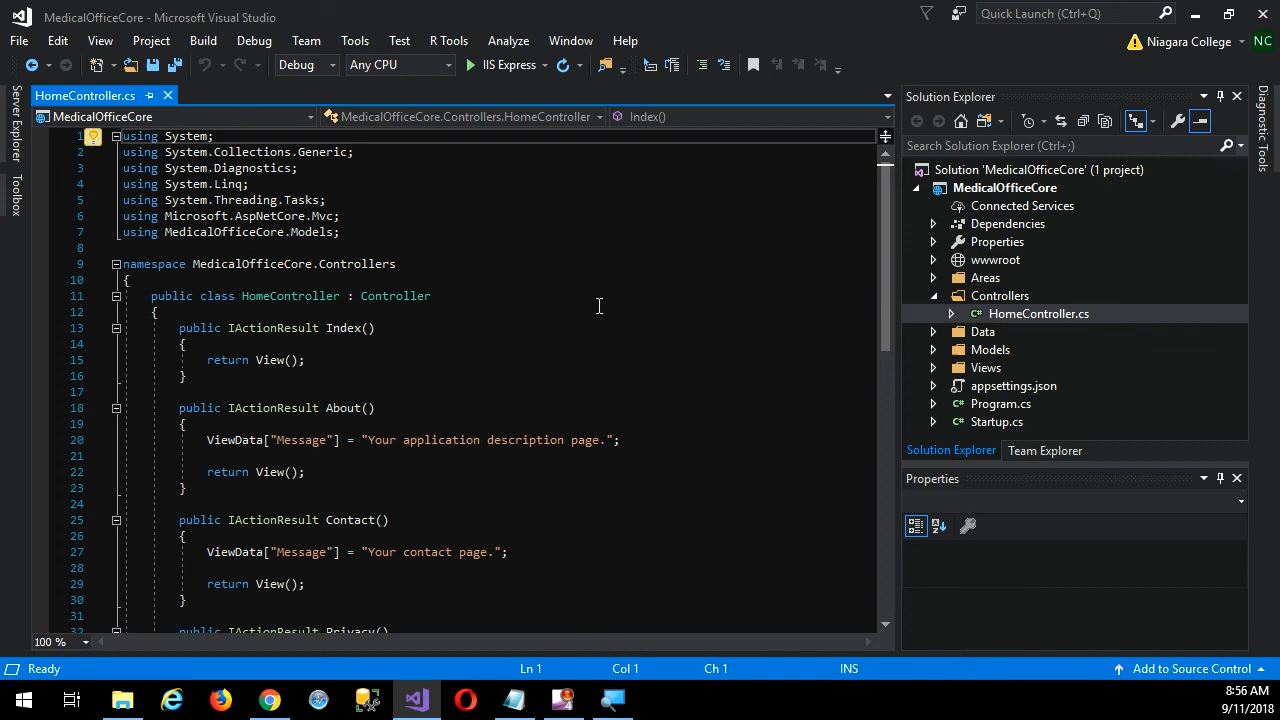 MedicalOfficeCore - Microsoft Visual Studio
Quick Launch (Ctrl+Q)
File Edit View Project Build Debug Team Tools Test R Tools Analyze Window Help
Niagara College NC
Debug Any CPU IIS Express
HomeController.cs
MedicalOfficeCore MedicalOfficeCore.Controllers.HomeController Index()
Server Explorer
Toolbox
1 using System;
2 using System.Collections.Generic;
3 using System.Diagnostics;
4 using System.Linq;
5 using System.Threading.Tasks;
6 using Microsoft.AspNetCore.Mvc;
7 using MedicalOfficeCore.Models;
8
9 namespace MedicalOfficeCore.Controllers
10 {
11 public class HomeController : Controller
12 {
13 public IActionResult Index()
14 {
15 return View();
16 }
17
18 public IActionResult About()
19 {
20 ViewData["Message"] = "Your application description page.";
21
22 return View();
23 }
24
25 public IActionResult Contact()
26 {
27 ViewData["Message"] = "Your contact page.";
28
29 return View();
30 }
31
32 public IActionResult Privacy()
100 %
Solution Explorer
Search Solution Explorer (Ctrl+;)
Solution 'MedicalOfficeCore' (1 project)
MedicalOfficeCore
Connected Services
Dependencies
Properties
wwwroot
Areas
Controllers
C# HomeController.cs
Data
Models
Views
appsettings.json
C# Program.cs
C# Startup.cs
Solution Explorer Team Explorer
Properties
Diagnostic Tools
Ready Ln 1 Col 1 Ch 1 INS Add to Source Control
8:56 AM
9/11/2018